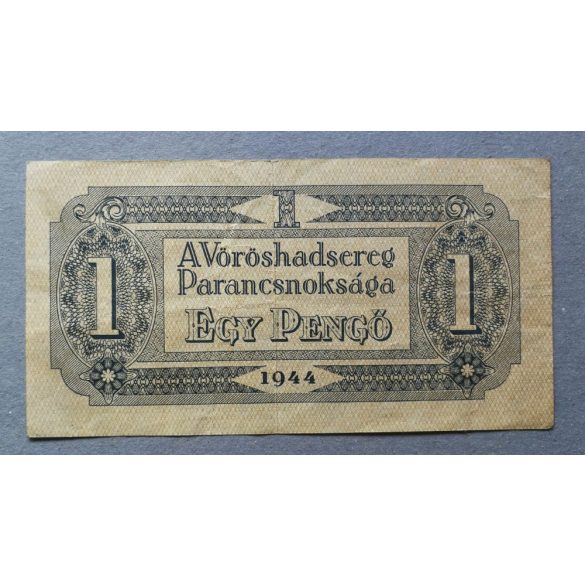 1
A Vöröshadsereg
1 Parancsnoksága 1
EGY PENGŐ
1944